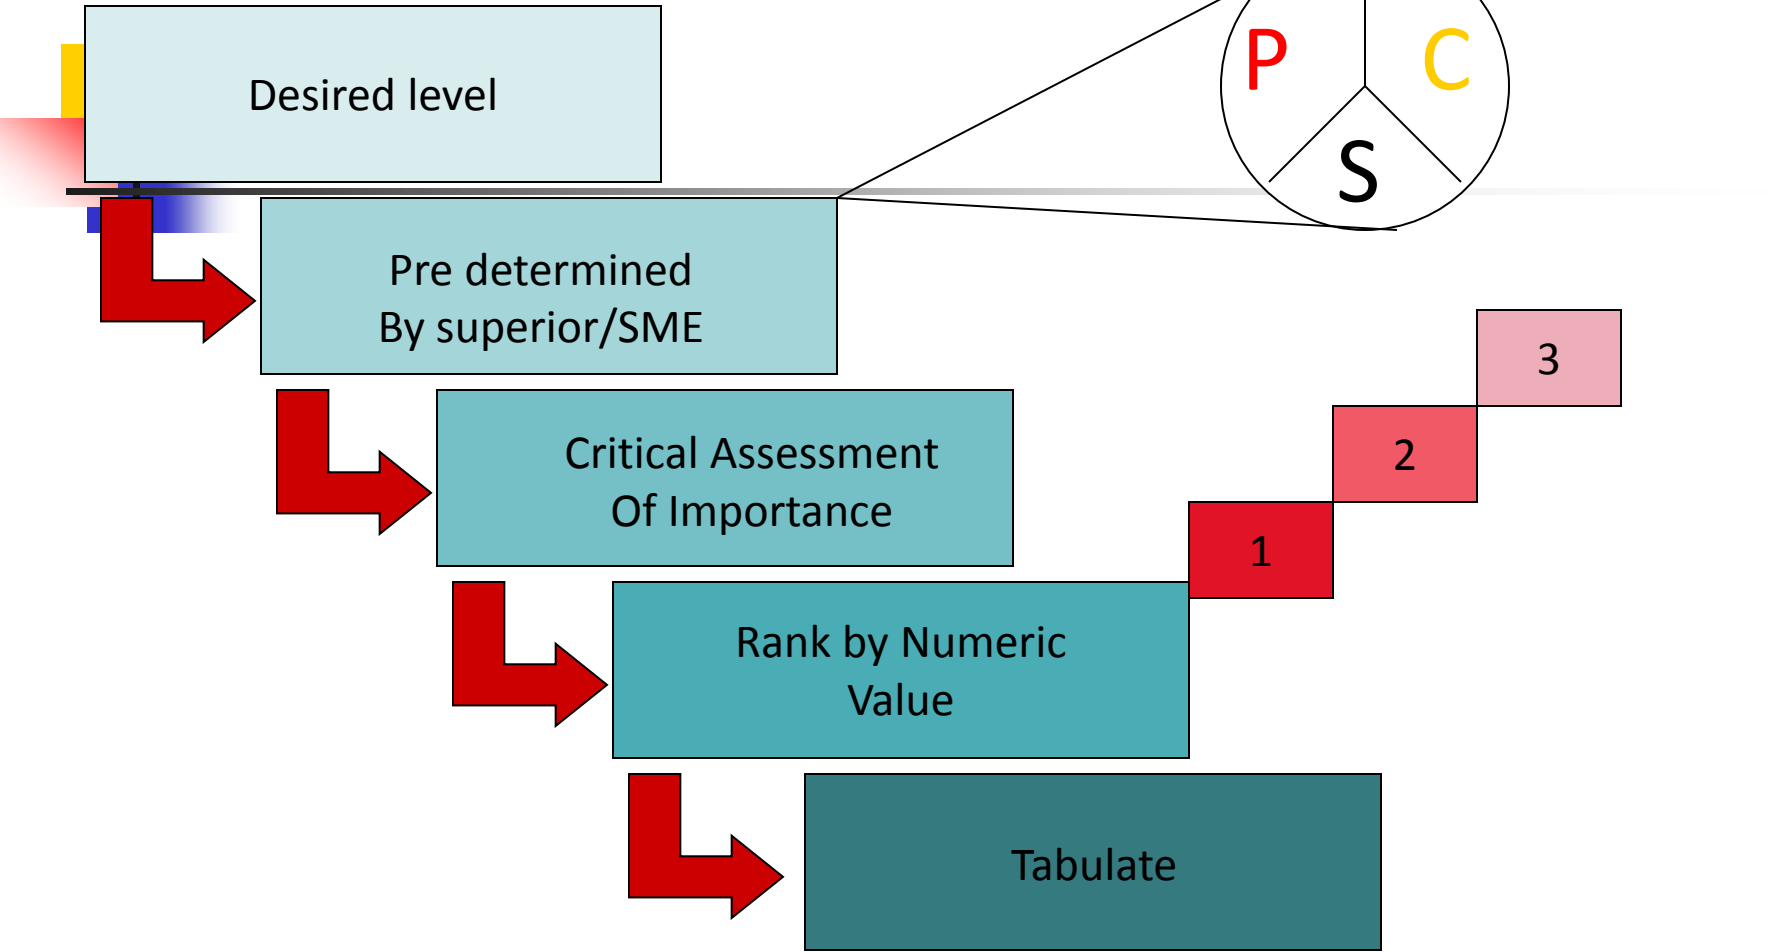 Desired level
P
C
S
Pre determined
By superior/SME
3
Critical Assessment
Of Importance
2
1
Rank by Numeric
Value
Tabulate